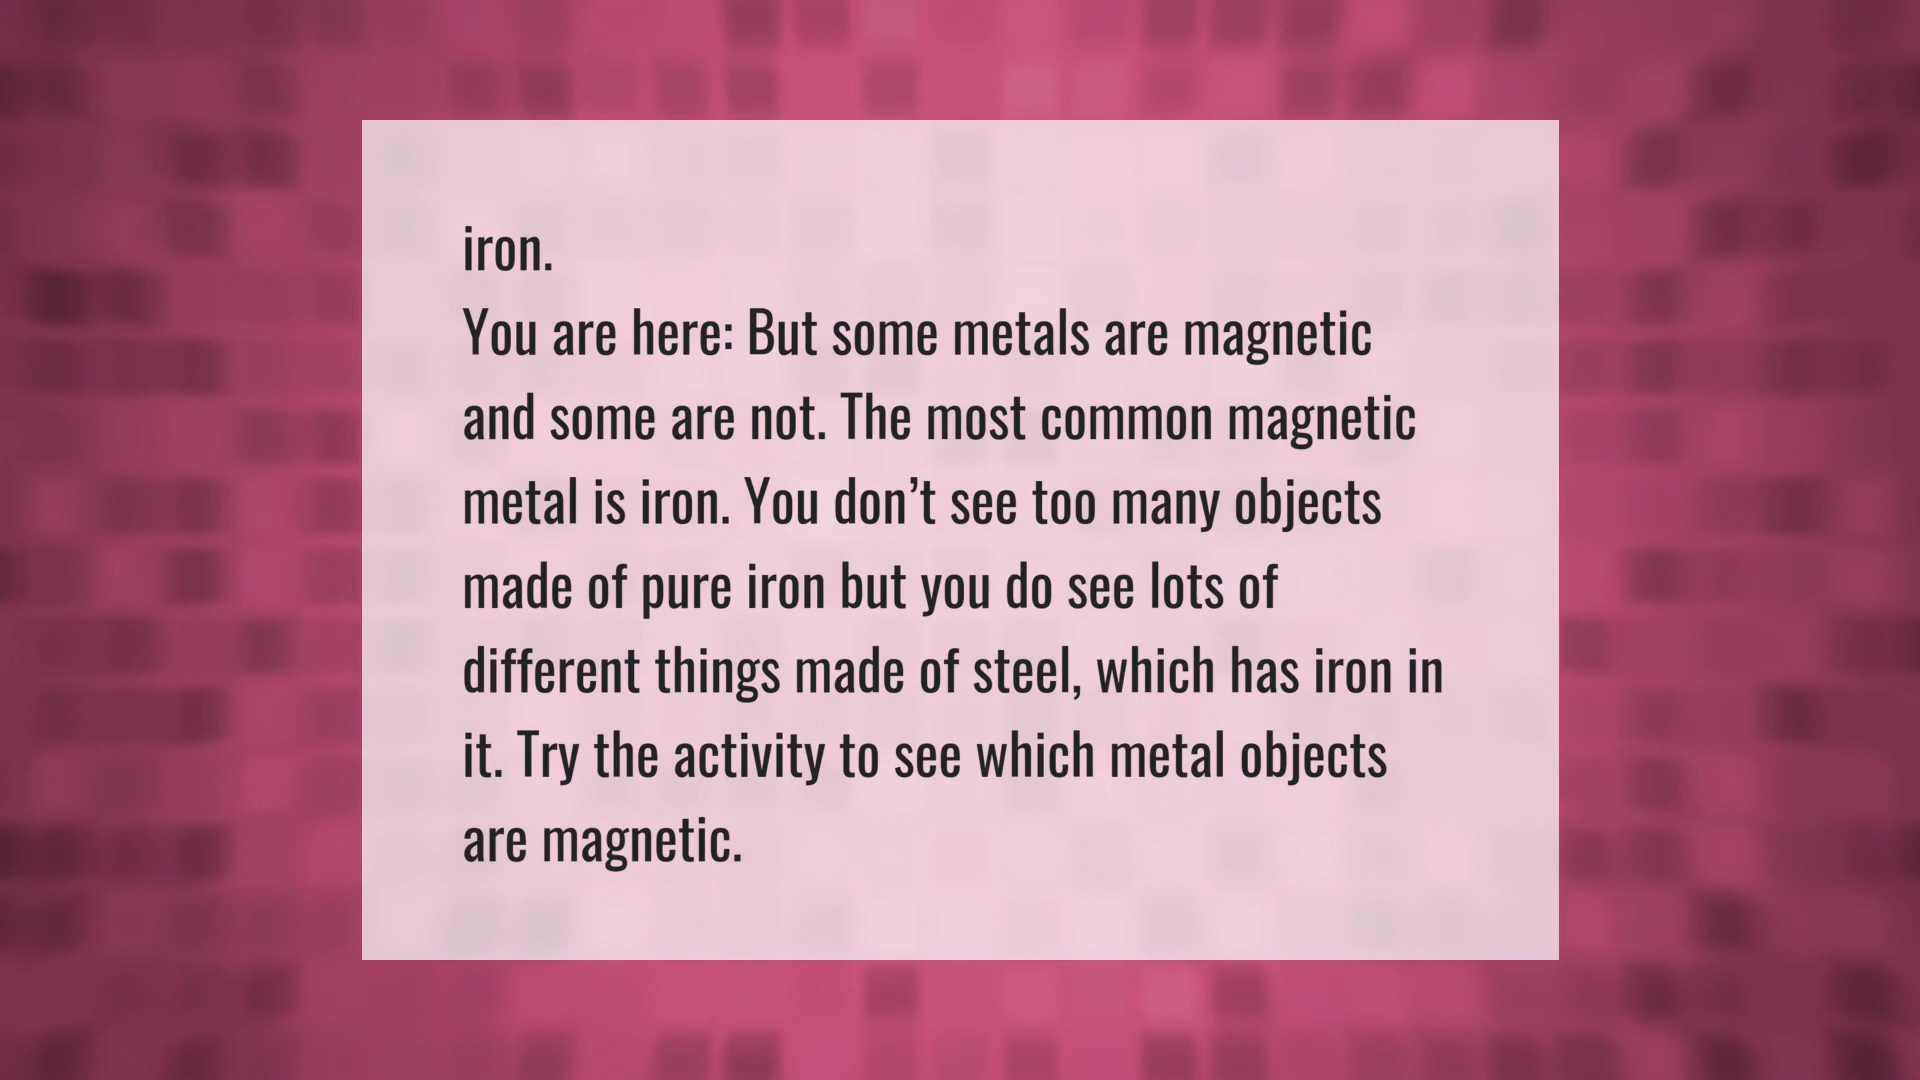 iron.
You are here: But some metals are magnetic
and some are not. The most common magnetic
metal is iron. You don’t see too many objects
made of pure iron but you do see lots of
different things made of steel, which has iron in
it. Try the activity to see which metal objects
are magnetic.